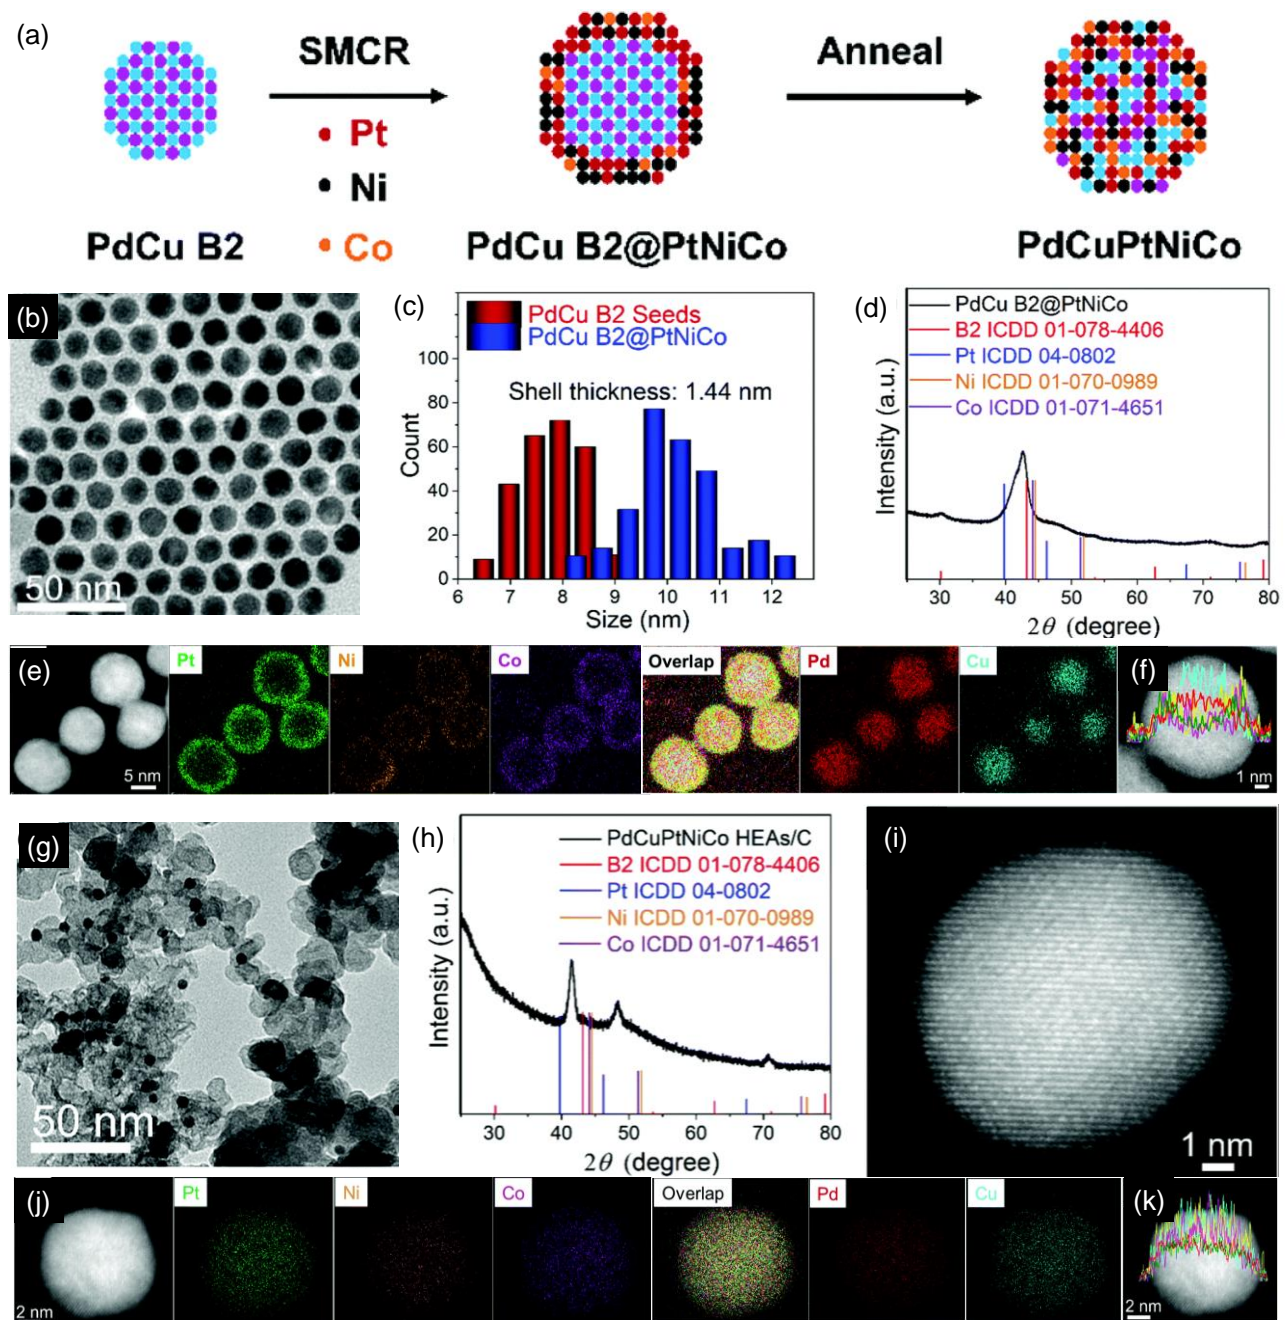 (a)
SMCR
Anneal
Pt
Ni
Co
PdCu B2
PdCu B2@PtNiCo
PdCuPtNiCo
(b)
50 nm
(c)
PdCu B2 Seeds
PdCu B2@PtNiCo
Shell thickness: 1.44 nm
Count
100
80
60
40
20
0
6 7 8 9 10 11 12
Size (nm)
(d)
PdCu B2@PtNiCo
B2 ICDD 01-078-4406
Pt ICDD 04-0802
Ni ICDD 01-070-0989
Co ICDD 01-071-4651
Intensity (a.u.)
30 40 50 60 70 80
2θ (degree)
(e)
5 nm
Pt
Ni
Co
Overlap
Pd
Cu
(f)
1 nm
(g)
50 nm
(h)
PdCuPtNiCo HEAs/C
B2 ICDD 01-078-4406
Pt ICDD 04-0802
Ni ICDD 01-070-0989
Co ICDD 01-071-4651
Intensity (a.u.)
30 40 50 60 70 80
2θ (degree)
(i)
1 nm
(j)
2 nm
Pt
Ni
Co
Overlap
Pd
Cu
(k)
2 nm